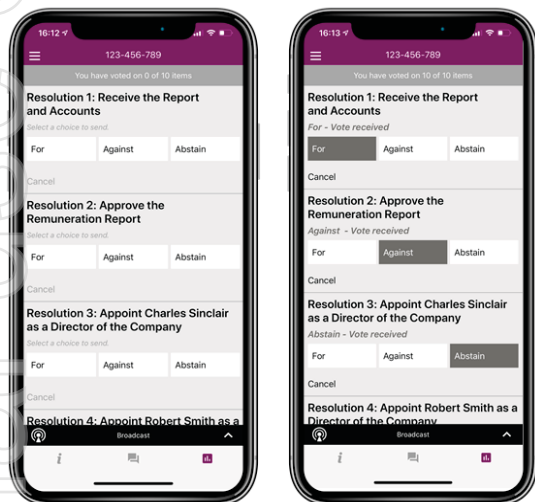 16:12
123-456-789
You have voted on 0 of 10 items
Resolution 1: Receive the Report
and Accounts
Select a choice to send.
For Against Abstain
Cancel
Resolution 2: Approve the
Remuneration Report
Select a choice to send.
For Against Abstain
Cancel
Resolution 3: Appoint Charles Sinclair
as a Director of the Company
Select a choice to send.
For Against Abstain
Cancel
Resolution 4: Appoint Robert Smith as a
Broadcast
16:13
123-456-789
You have voted on 10 of 10 items
Resolution 1: Receive the Report
and Accounts
For - Vote received
For Against Abstain
Cancel
Resolution 2: Approve the
Remuneration Report
Against - Vote received
For Against Abstain
Cancel
Resolution 3: Appoint Charles Sinclair
as a Director of the Company
Abstain - Vote received
For Against Abstain
Cancel
Resolution 4: Appoint Robert Smith as a
Director of the Company
Broadcast